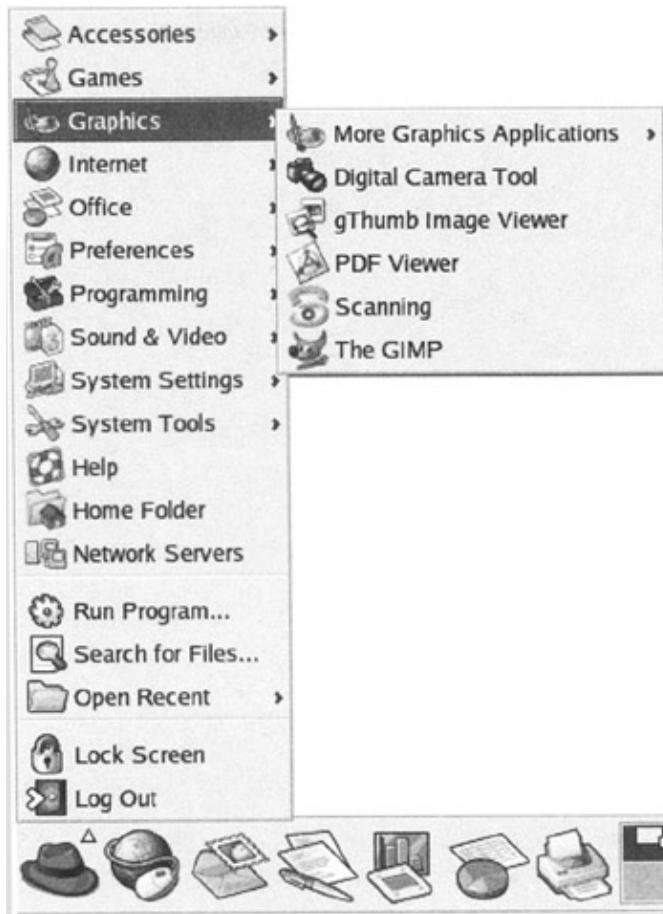 Accessories
Games
Graphics
Internet
Office
Preferences
Programming
Sound & Video
System Settings
System Tools
Help
Home Folder
Network Servers
Run Program...
Search for Files...
Open Recent
Lock Screen
Log Out
More Graphics Applications
Digital Camera Tool
gThumb Image Viewer
PDF Viewer
Scanning
The GIMP